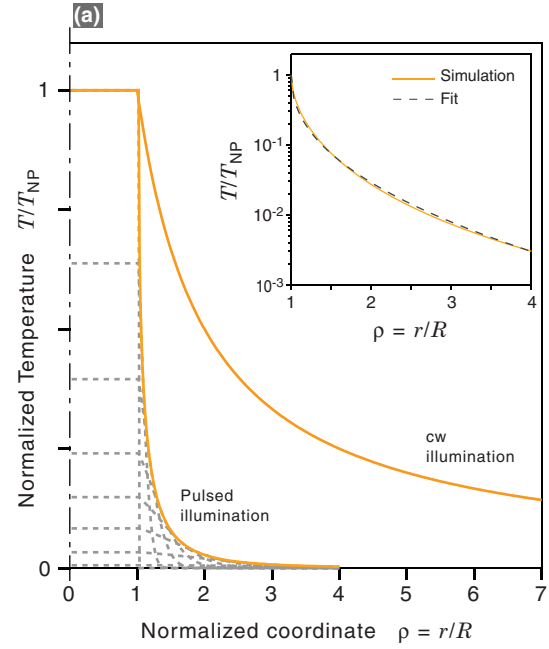 (a)
1
0
Normalized Temperature T/T_NP
0 1 2 3 4 5 6 7
Normalized coordinate ρ = r/R
cw
illumination
Pulsed
illumination
1
10⁻¹
10⁻²
10⁻³
T/T_NP
Simulation
Fit
1 2 3 4
ρ = r/R